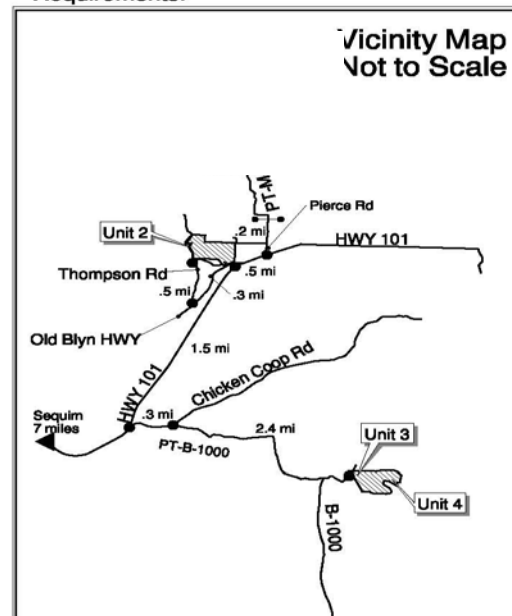 Vicinity Map
Not to Scale
PT-M
Pierce Rd
Unit 2
.2 mi
HWY 101
Thompson Rd
.5 mi
.3 mi
.5 mi
Old Blyn HWY
1.5 mi
HWY 101
Chicken Coop Rd
Sequim
7 miles
.3 mi
PT-B-1000
2.4 mi
Unit 3
Unit 4
B-1000